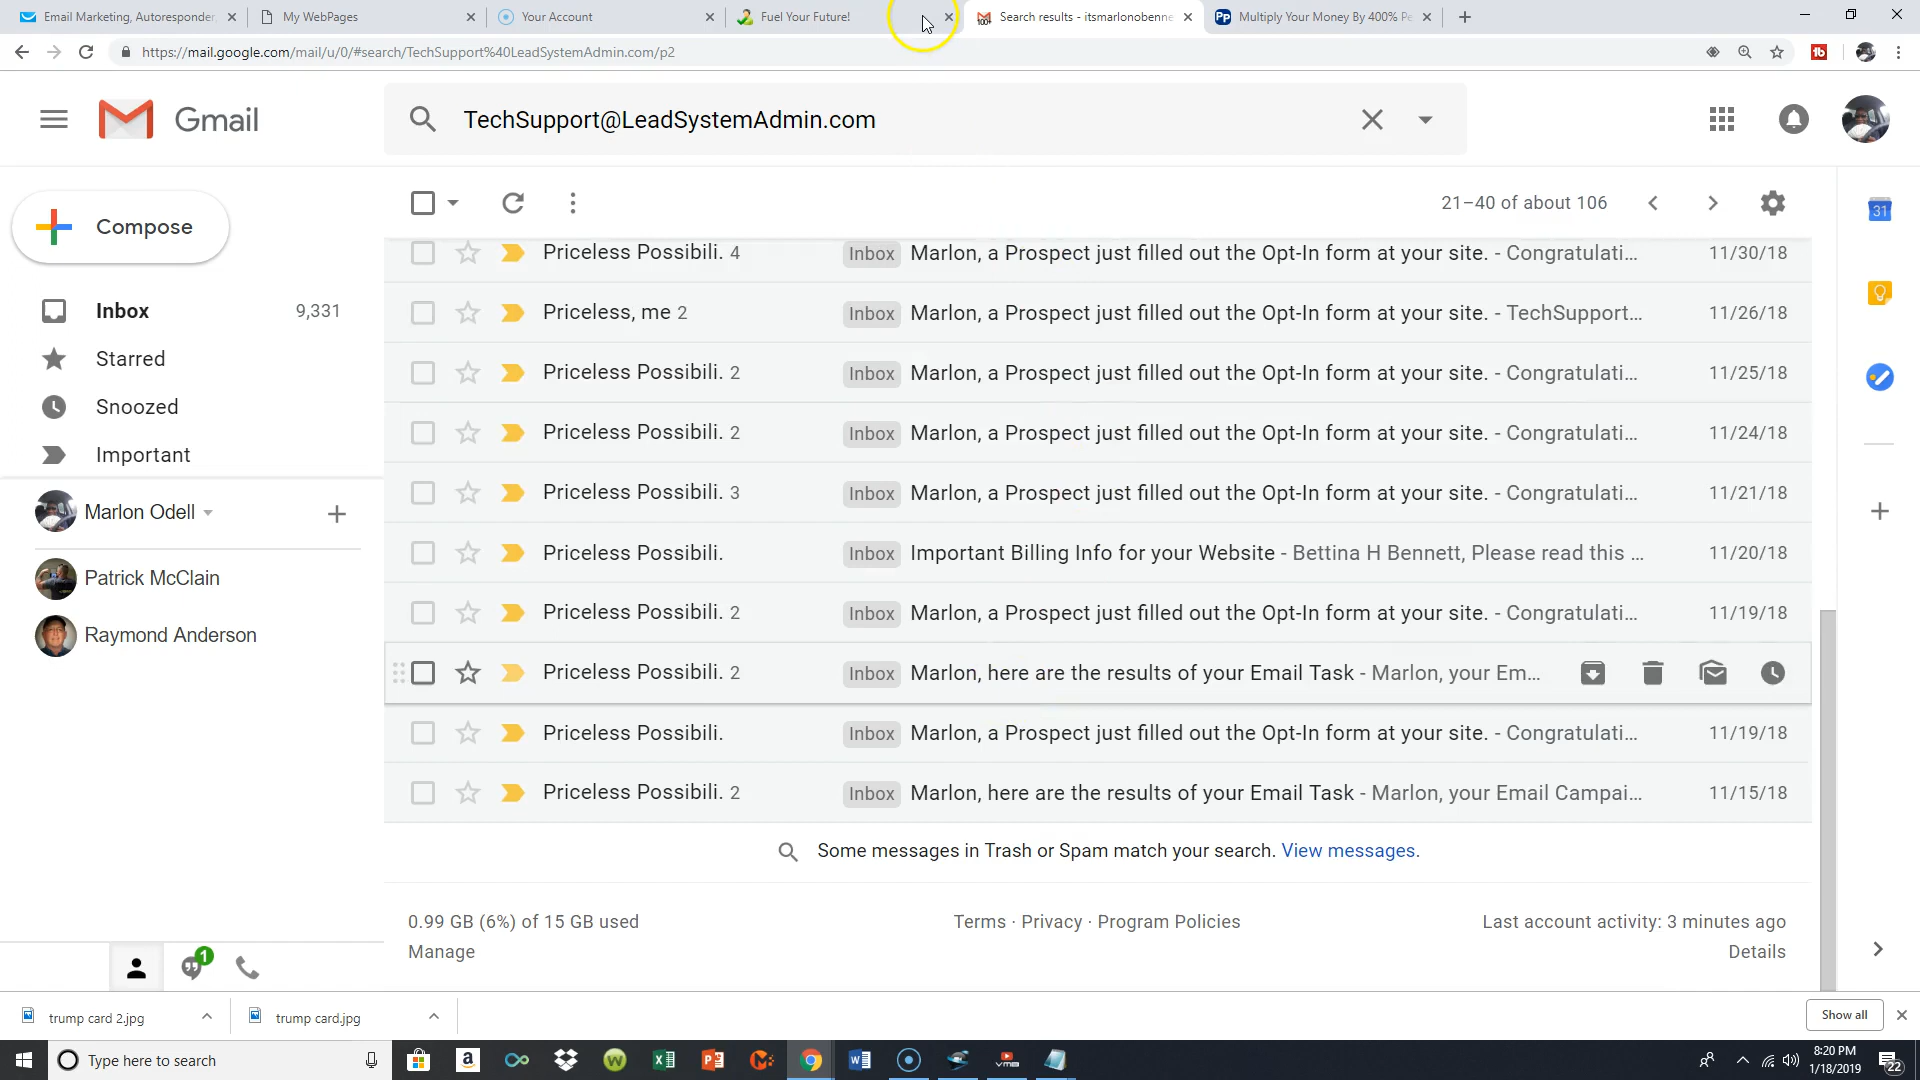 Email Marketing, Autoresponder,
My WebPages
Your Account
Fuel Your Future!
Search results - itsmarlonobenne
Multiply Your Money By 400% Pe
https://mail.google.com/mail/u/0/#search/TechSupport%40LeadSystemAdmin.com/p2
Gmail
TechSupport@LeadSystemAdmin.com
Compose
21–40 of about 106
Inbox 9,331
Starred
Snoozed
Important
Marlon Odell
Patrick McClain
Raymond Anderson
Priceless Possibili. 4 Inbox Marlon, a Prospect just filled out the Opt-In form at your site. - Congratulati... 11/30/18
Priceless, me 2 Inbox Marlon, a Prospect just filled out the Opt-In form at your site. - TechSupport... 11/26/18
Priceless Possibili. 2 Inbox Marlon, a Prospect just filled out the Opt-In form at your site. - Congratulati... 11/25/18
Priceless Possibili. 2 Inbox Marlon, a Prospect just filled out the Opt-In form at your site. - Congratulati... 11/24/18
Priceless Possibili. 3 Inbox Marlon, a Prospect just filled out the Opt-In form at your site. - Congratulati... 11/21/18
Priceless Possibili. Inbox Important Billing Info for your Website - Bettina H Bennett, Please read this ... 11/20/18
Priceless Possibili. 2 Inbox Marlon, a Prospect just filled out the Opt-In form at your site. - Congratulati... 11/19/18
Priceless Possibili. 2 Inbox Marlon, here are the results of your Email Task - Marlon, your Em...
Priceless Possibili. Inbox Marlon, a Prospect just filled out the Opt-In form at your site. - Congratulati... 11/19/18
Priceless Possibili. 2 Inbox Marlon, here are the results of your Email Task - Marlon, your Email Campai... 11/15/18
Some messages in Trash or Spam match your search. View messages.
0.99 GB (6%) of 15 GB used
Manage
Terms · Privacy · Program Policies
Last account activity: 3 minutes ago
Details
31
1
trump card 2.jpg
trump card.jpg
Show all
Type here to search
8:20 PM
1/18/2019
22